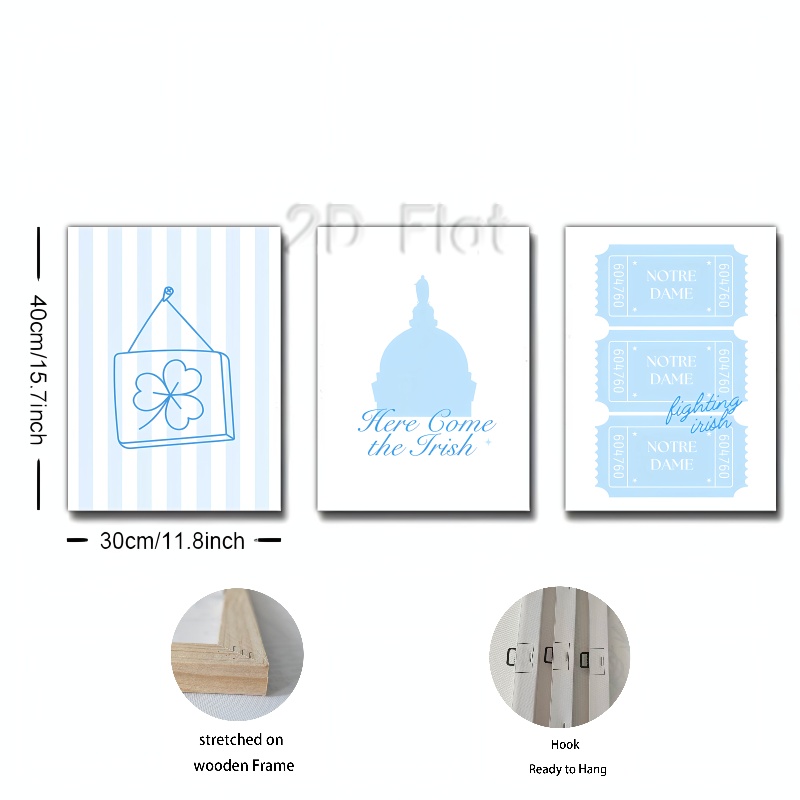 2D Flat
40cm/15.7inch
30cm/11.8inch
Here Come
the Irish
NOTRE
DAME
604760
604760
NOTRE
DAME
604760
604760
fighting
irish
NOTRE
DAME
604760
604760
stretched on
wooden Frame
Hook
Ready to Hang